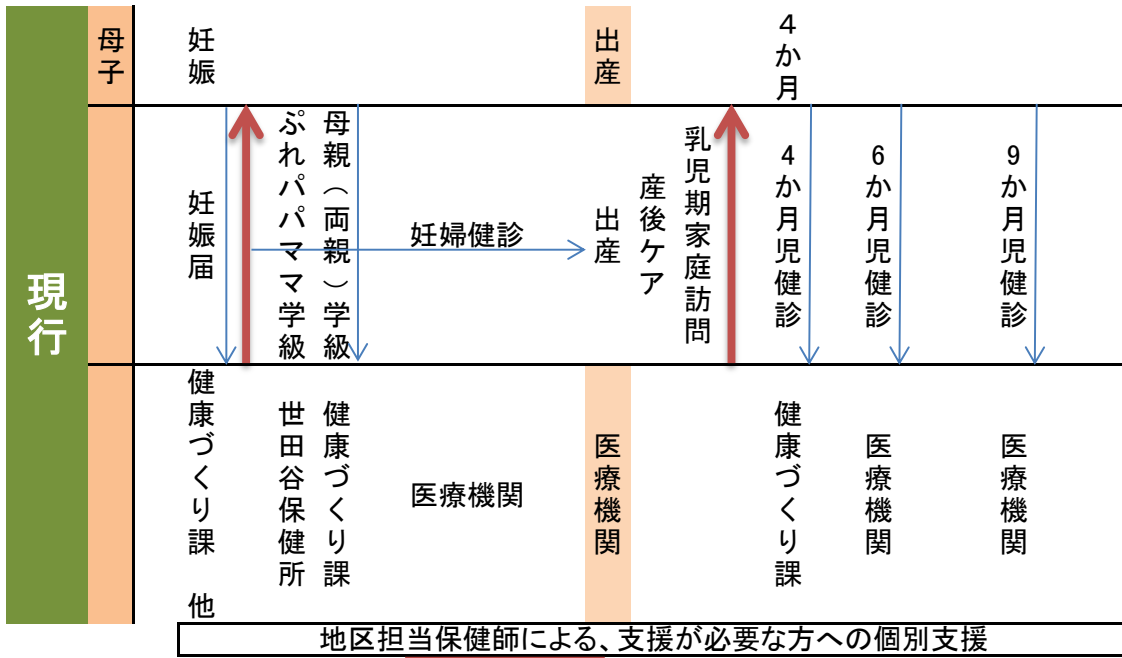 現行
母子
妊娠
出産
4か月
妊娠届
ぷれパパママ学級
母親（両親）学級
妊婦健診
出産
産後ケア
乳児期家庭訪問
4か月児健診
6か月児健診
9か月児健診
健康づくり課　他
世田谷保健所
健康づくり課
医療機関
医療機関
健康づくり課
医療機関
医療機関
地区担当保健師による、支援が必要な方への個別支援